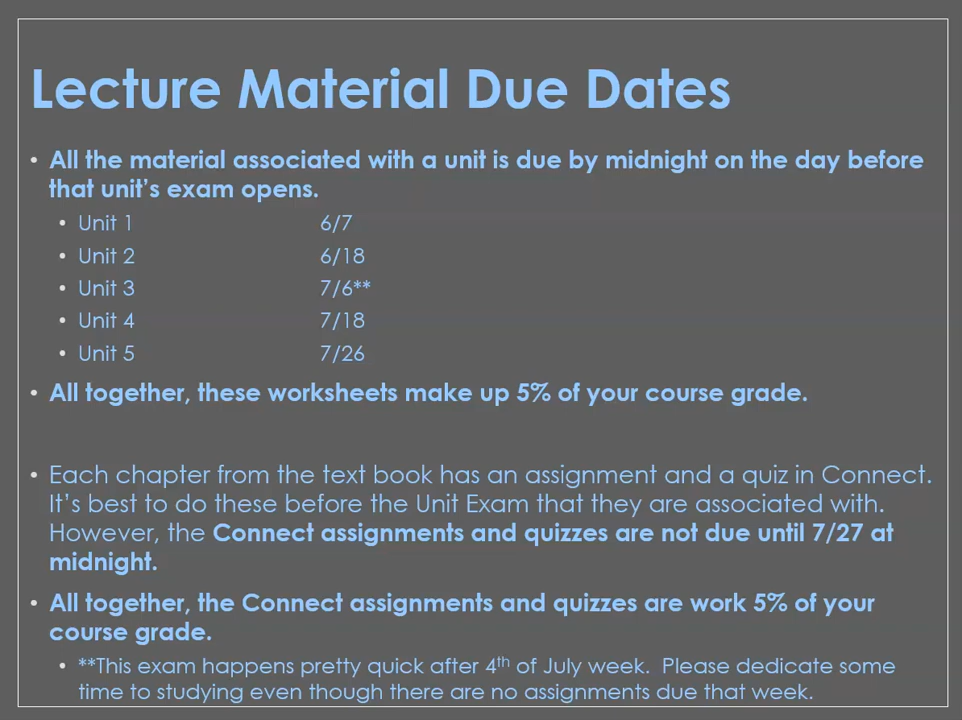 Lecture Material Due Dates
• All the material associated with a unit is due by midnight on the day before
that unit's exam opens.
• Unit 1 6/7
• Unit 2 6/18
• Unit 3 7/6**
• Unit 4 7/18
• Unit 5 7/26
• All together, these worksheets make up 5% of your course grade.
• Each chapter from the text book has an assignment and a quiz in Connect.
It's best to do these before the Unit Exam that they are associated with.
However, the Connect assignments and quizzes are not due until 7/27 at
midnight.
• All together, the Connect assignments and quizzes are work 5% of your
course grade.
• **This exam happens pretty quick after 4th of July week. Please dedicate some
time to studying even though there are no assignments due that week.